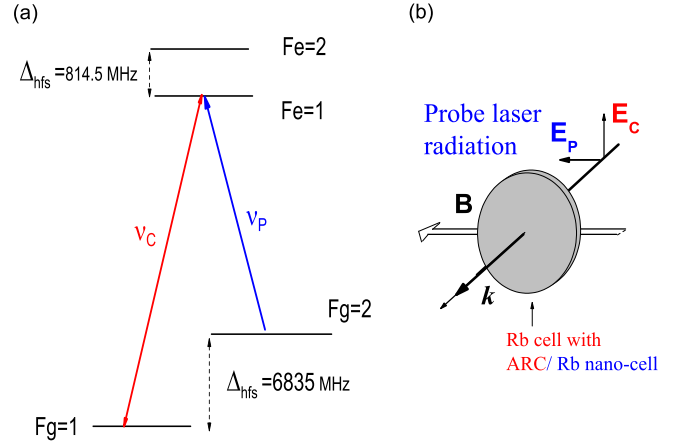 (a)
Fe=2
Δhfs =814.5 MHz
Fe=1
νC
νP
Fg=2
Δhfs =6835 MHz
Fg=1
(b)
Probe laser
radiation
EC
EP
B
k
Rb cell with
ARC/ Rb nano-cell